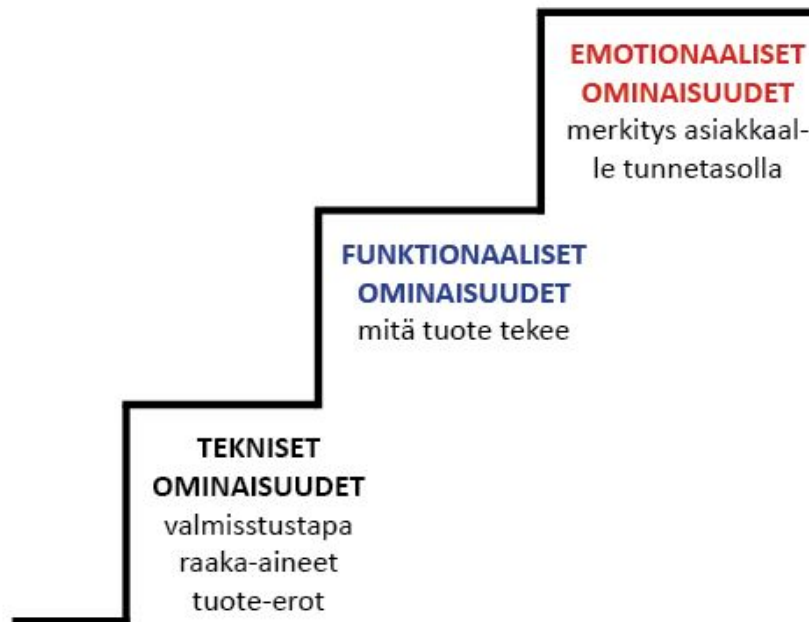 EMOTIONAALISET
OMINAISUUDET
merkitys asiakkaal-
le tunnetasolla
FUNKTIONAALISET
OMINAISUUDET
mitä tuote tekee
TEKNISET
OMINAISUUDET
valmisstustapa
raaka-aineet
tuote-erot